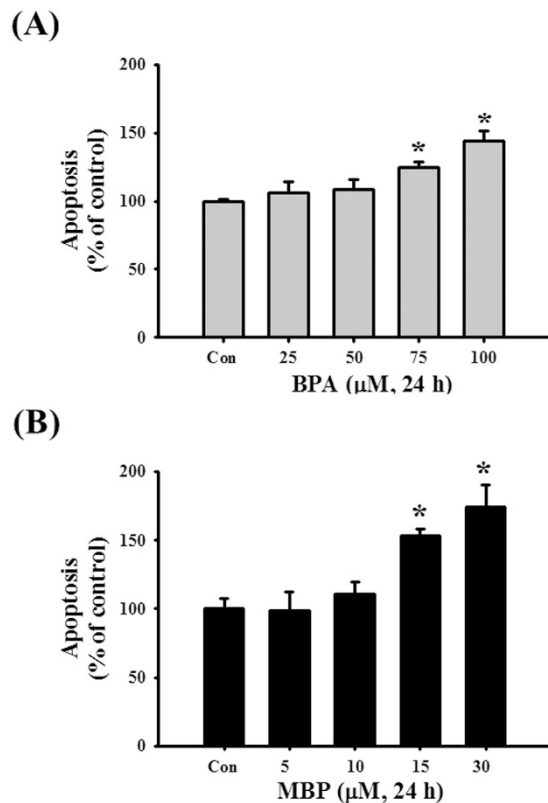 (A)
200
150
100
50
0
Apoptosis
(% of control)
* *
Con 25 50 75 100
BPA (μM, 24 h)
(B)
200
150
100
50
0
Apoptosis
(% of control)
* *
Con 5 10 15 30
MBP (μM, 24 h)